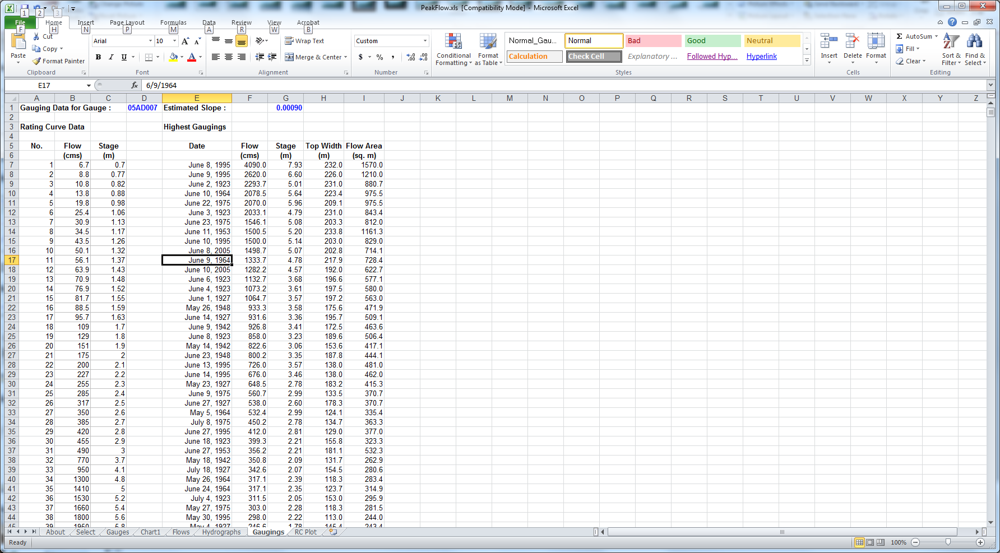 PeakFlow.xls [Compatibility Mode] - Microsoft Excel
1 2 3
File Home Insert Page Layout Formulas Data Review View Acrobat
F H N P M A R W B
Paste Cut Copy Format Painter Clipboard
Arial 10 A A B I U A Font
Wrap Text Merge & Center Alignment
Custom $ % , .00 Number
Conditional Formatting Format as Table
Normal_Gau... Normal Bad Good Neutral
Calculation Check Cell Explanatory ... Followed Hyp... Hyperlink
Styles
Insert Delete Format Cells
Σ AutoSum Fill Clear Sort & Filter Find & Select Editing
E17 fx 6/9/1964
A B C D E F G H I J K L M N O P Q R S T U V W X Y Z
1 Gauging Data for Gauge : 05AD007 Estimated Slope : 0.00090
2
3 Rating Curve Data Highest Gaugings
4
5 No. Flow Stage Date Flow Stage Top Width Flow Area
6 (cms) (m) (cms) (m) (m) (sq. m)
7 1 6.7 0.7 June 8, 1995 4090.0 7.93 232.0 1570.0
8 2 8.8 0.77 June 9, 1995 2620.0 6.60 226.0 1210.0
9 3 10.8 0.82 June 2, 1923 2293.7 5.01 231.0 880.7
10 4 13.8 0.88 June 10, 1964 2078.5 5.64 223.4 975.5
11 5 19.8 0.98 June 22, 1975 2070.0 5.96 209.1 975.5
12 6 25.4 1.06 June 3, 1923 2033.1 4.79 231.0 843.4
13 7 30.9 1.13 June 23, 1975 1546.1 5.08 203.3 812.0
14 8 34.5 1.17 June 11, 1953 1500.5 5.20 233.8 1161.3
15 9 43.5 1.26 June 10, 1995 1500.0 5.14 203.0 829.0
16 10 50.1 1.32 June 8, 2005 1498.7 5.07 202.8 714.1
17 11 56.1 1.37 June 9, 1964 1333.7 4.78 217.9 728.4
18 12 63.9 1.43 June 10, 2005 1282.2 4.57 192.0 622.7
19 13 70.9 1.48 June 6, 1923 1132.7 3.68 196.6 577.1
20 14 76.9 1.52 June 4, 1923 1073.2 3.61 197.5 580.0
21 15 81.7 1.55 June 1, 1927 1064.7 3.57 197.2 563.0
22 16 88.5 1.59 May 26, 1948 933.3 3.58 175.6 471.9
23 17 95.7 1.63 June 14, 1927 931.6 3.36 195.7 509.1
24 18 109 1.7 June 9, 1942 926.8 3.41 172.5 463.6
25 19 129 1.8 June 8, 1923 858.0 3.23 189.6 506.4
26 20 151 1.9 May 14, 1942 822.6 3.06 153.6 417.1
27 21 175 2 June 23, 1948 800.2 3.35 187.8 444.1
28 22 200 2.1 June 13, 1995 726.0 3.57 138.0 481.0
29 23 227 2.2 June 14, 1995 676.0 3.46 138.0 462.0
30 24 255 2.3 May 23, 1927 648.5 2.78 183.2 415.3
31 25 285 2.4 June 9, 1975 560.7 2.99 133.5 370.7
32 26 317 2.5 June 27, 1927 538.0 2.60 178.3 370.7
33 27 350 2.6 May 5, 1964 532.4 2.99 124.1 335.4
34 28 385 2.7 July 8, 1975 450.2 2.78 134.7 363.3
35 29 420 2.8 June 27, 1995 412.0 2.81 129.0 377.0
36 30 455 2.9 June 18, 1923 399.3 2.21 155.8 323.3
37 31 490 3 June 27, 1953 356.2 2.21 181.1 532.3
38 32 770 3.7 May 18, 1942 350.8 2.09 131.7 262.9
39 33 950 4.1 July 18, 1927 342.6 2.07 154.5 280.6
40 34 1300 4.8 May 26, 1964 317.1 2.39 118.3 283.4
41 35 1410 5 June 24, 1964 317.1 2.35 123.7 314.9
42 36 1530 5.2 July 4, 1923 311.5 2.05 153.0 295.9
43 37 1660 5.4 May 27, 1975 303.0 2.28 118.3 281.5
44 38 1800 5.6 May 30, 1995 298.0 2.22 113.0 244.0
45 39 1950 5.8 May 4, 1927 246.6 1.78 145.4 243.4
About Select Gauges Chart1 Flows Hydrographs Gaugings RC Plot
Ready 100%